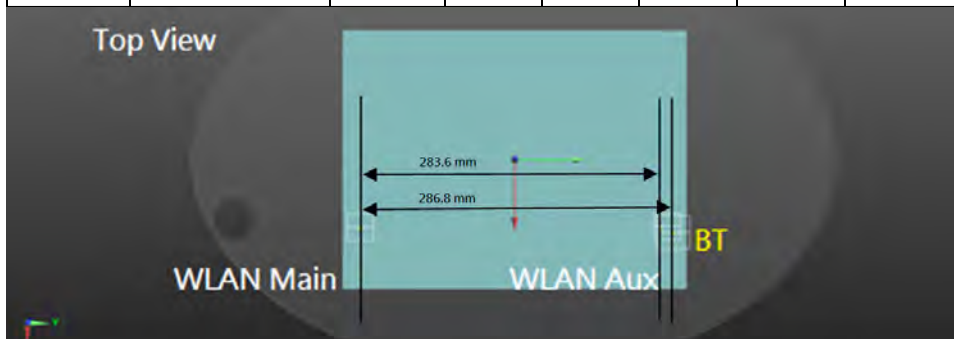 Top View
283.6 mm
286.8 mm
BT
WLAN Main
WLAN Aux
Y